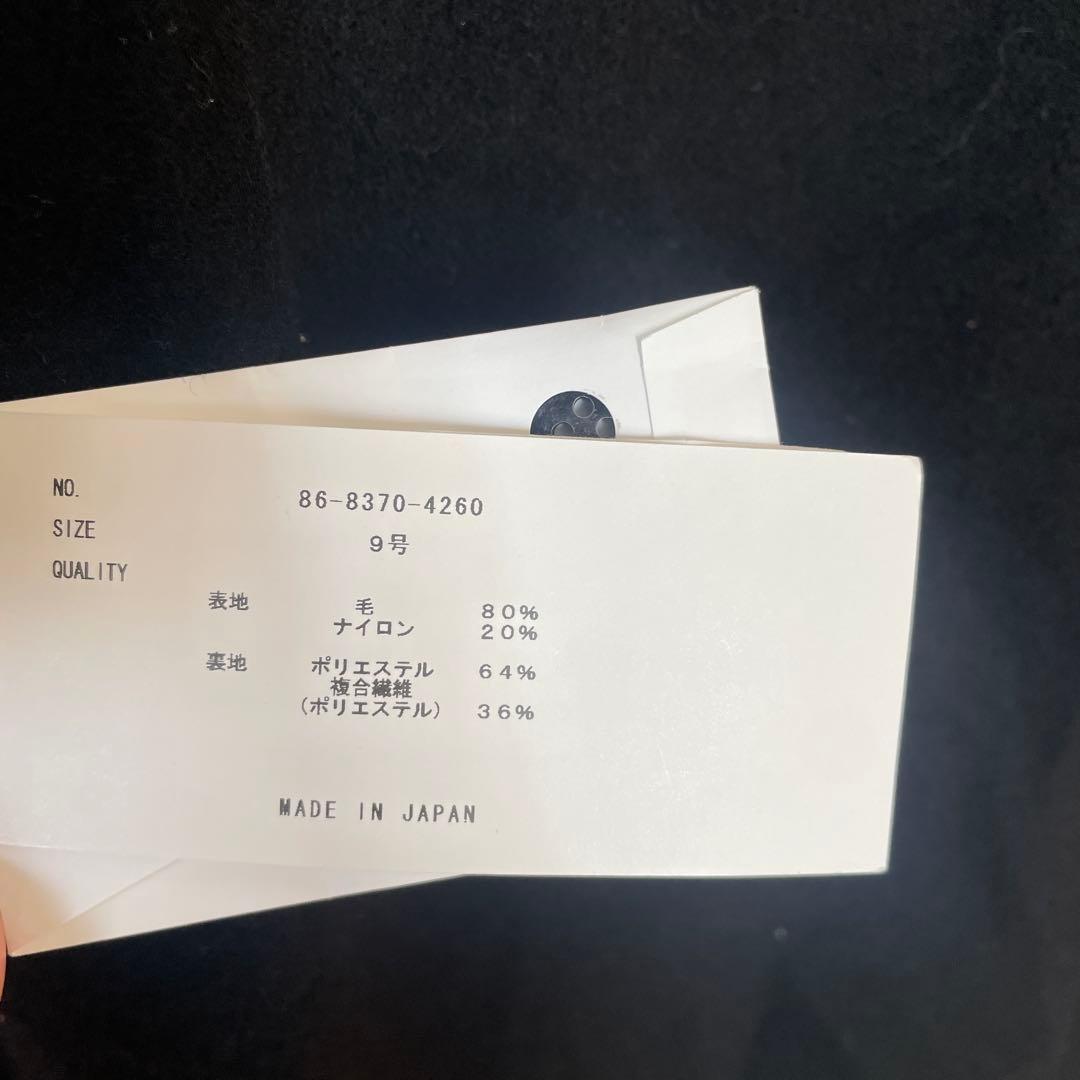 NO. 86-8370-4260
SIZE 9号
QUALITY
表地 毛 80%
ナイロン 20%
裏地 ポリエステル 64%
複合繊維
(ポリエステル) 36%
MADE IN JAPAN